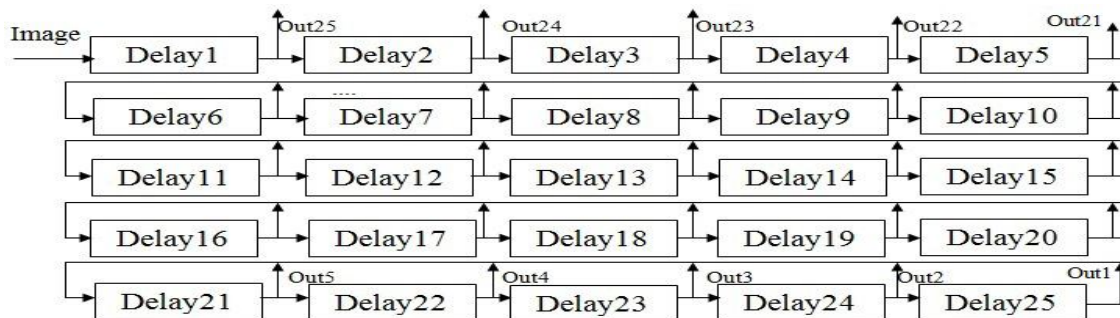 Image
Delay1 Out25 Delay2 Out24 Delay3 Out23 Delay4 Out22 Delay5 Out21
Delay6 .... Delay7 Delay8 Delay9 Delay10
Delay11 Delay12 Delay13 Delay14 Delay15
Delay16 Delay17 Delay18 Delay19 Delay20
Delay21 Out5 Delay22 Out4 Delay23 Out3 Delay24 Out2 Delay25 Out1